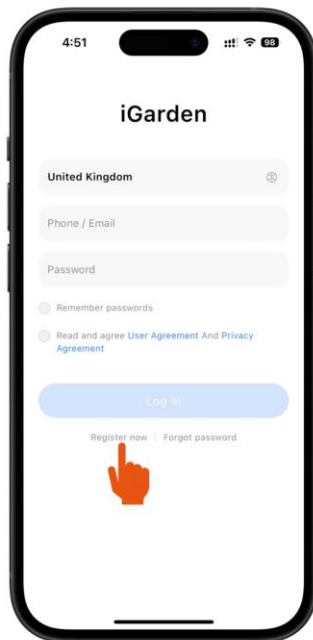 4:51
98
iGarden
United Kingdom
Phone / Email
Password
Remember passwords
Read and agree User Agreement And Privacy
Agreement
Log in
Register now | Forgot password